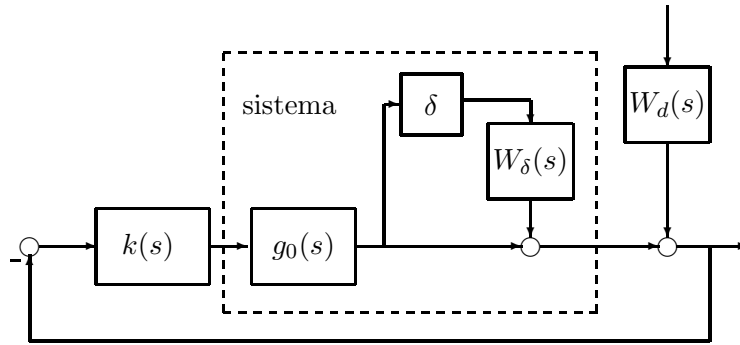 sistema
δ
W_δ(s)
W_d(s)
k(s)
g_0(s)
−